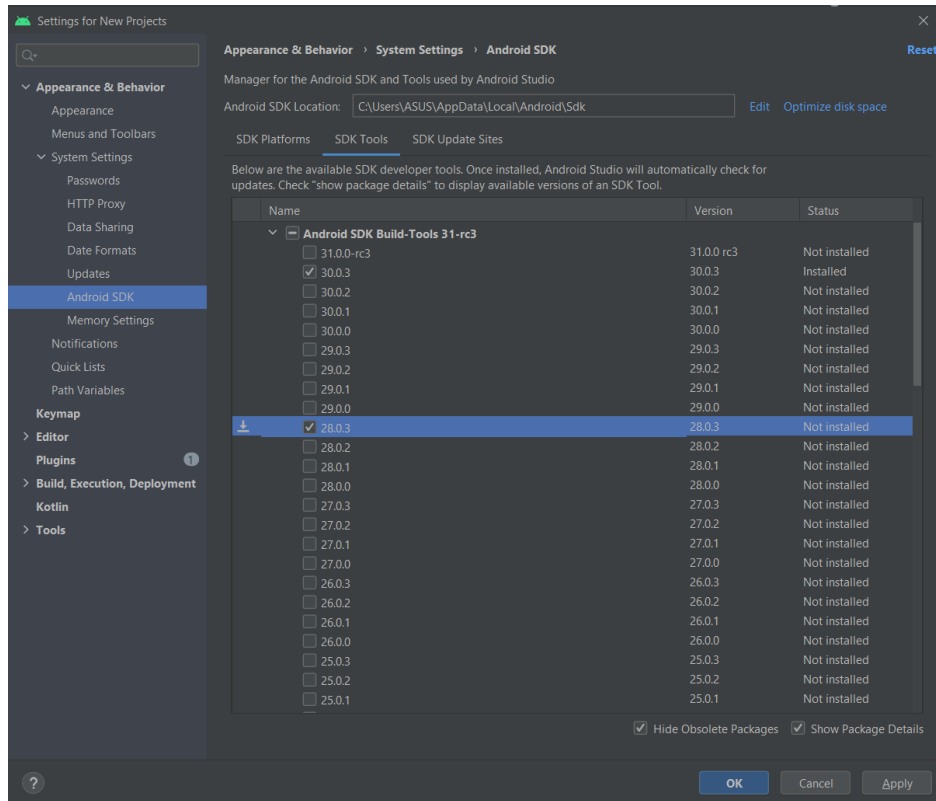 Settings for New Projects
Appearance & Behavior
Appearance
Menus and Toolbars
System Settings
Passwords
HTTP Proxy
Data Sharing
Date Formats
Updates
Android SDK
Memory Settings
Notifications
Quick Lists
Path Variables
Keymap
Editor
Plugins 1
Build, Execution, Deployment
Kotlin
Tools
Appearance & Behavior › System Settings › Android SDK Reset
Manager for the Android SDK and Tools used by Android Studio
Android SDK Location: C:\Users\ASUS\AppData\Local\Android\Sdk Edit Optimize disk space
SDK Platforms SDK Tools SDK Update Sites
Below are the available SDK developer tools. Once installed, Android Studio will automatically check for
updates. Check "show package details" to display available versions of an SDK Tool.
Name Version Status
Android SDK Build-Tools 31-rc3
31.0.0-rc3 31.0.0 rc3 Not installed
30.0.3 30.0.3 Installed
30.0.2 30.0.2 Not installed
30.0.1 30.0.1 Not installed
30.0.0 30.0.0 Not installed
29.0.3 29.0.3 Not installed
29.0.2 29.0.2 Not installed
29.0.1 29.0.1 Not installed
29.0.0 29.0.0 Not installed
28.0.3 28.0.3 Not installed
28.0.2 28.0.2 Not installed
28.0.1 28.0.1 Not installed
28.0.0 28.0.0 Not installed
27.0.3 27.0.3 Not installed
27.0.2 27.0.2 Not installed
27.0.1 27.0.1 Not installed
27.0.0 27.0.0 Not installed
26.0.3 26.0.3 Not installed
26.0.2 26.0.2 Not installed
26.0.1 26.0.1 Not installed
26.0.0 26.0.0 Not installed
25.0.3 25.0.3 Not installed
25.0.2 25.0.2 Not installed
25.0.1 25.0.1 Not installed
Hide Obsolete Packages Show Package Details
? OK Cancel Apply